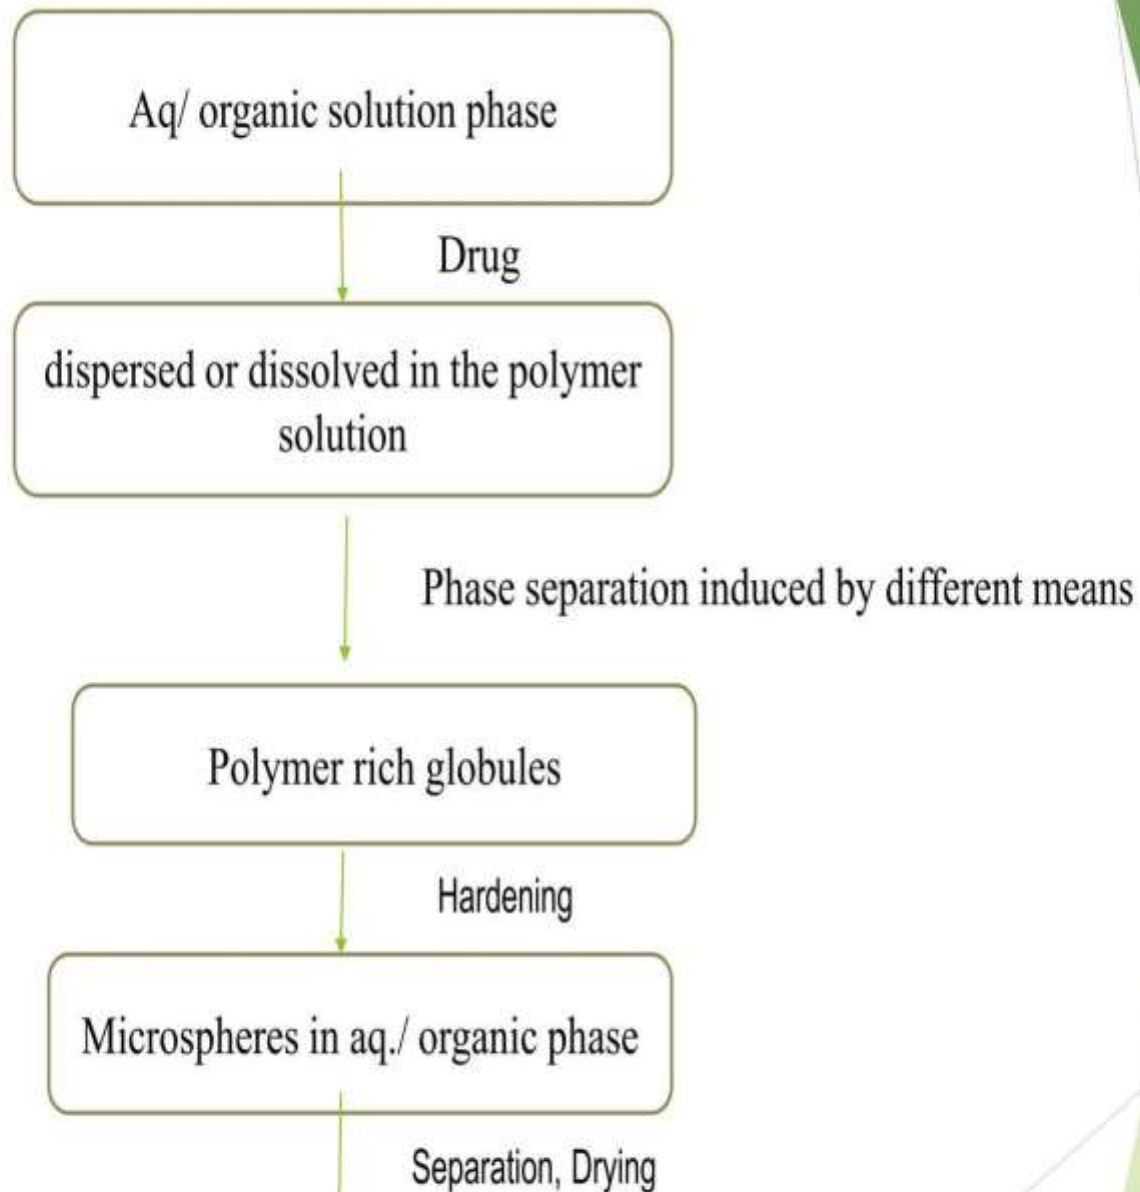 Aq/ organic solution phase
Drug
dispersed or dissolved in the polymer
solution
Phase separation induced by different means
Polymer rich globules
Hardening
Microspheres in aq./ organic phase
Separation, Drying